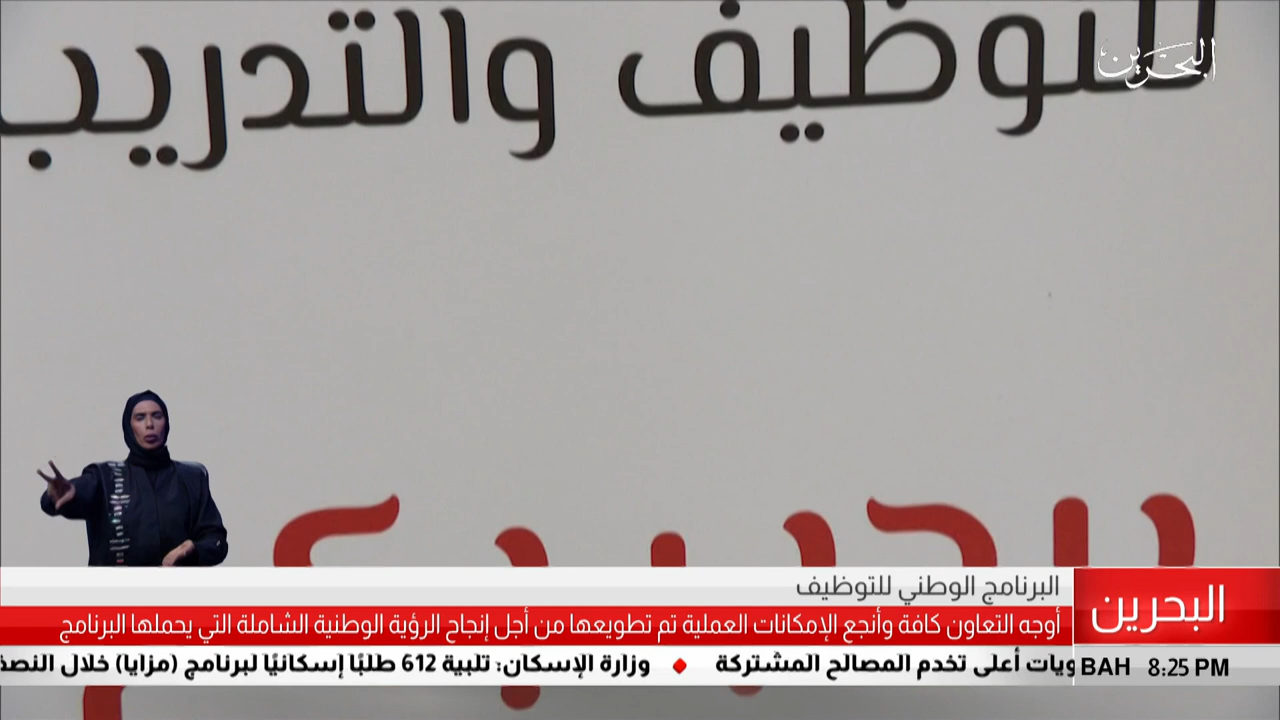 للتوظيف والتدريب
البحرين
البرنامج الوطني للتوظيف
البحرين
أوجه التعاون كافة وأنجع الإمكانات العملية تم تطويعها من أجل إنجاح الرؤية الوطنية الشاملة التي يحملها البرنامج
BAH 8:25 PM
ويات أعلى تخدم المصالح المشتركة ♦ وزارة الإسكان: تلبية 612 طلبًا إسكانيًا لبرنامج (مزايا) خلال النصف